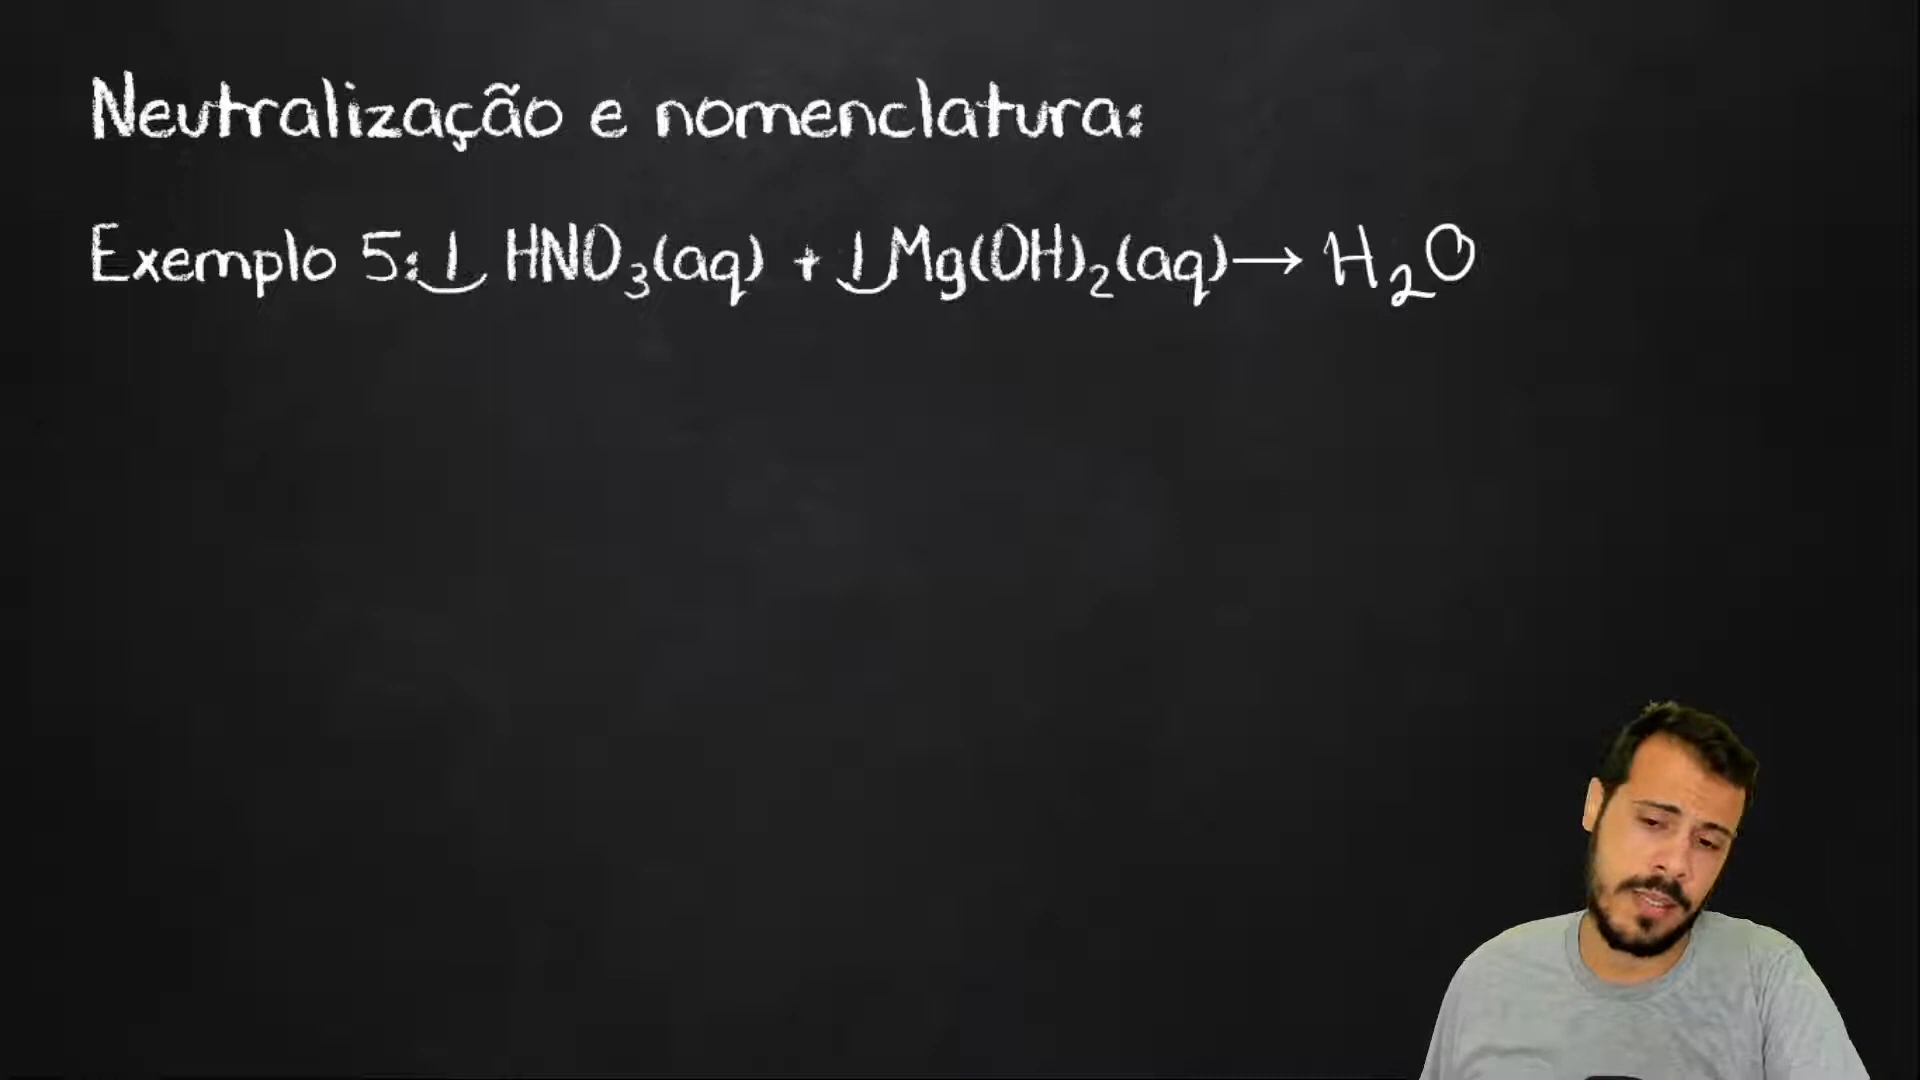 Neutralização e nomenclatura:
Exemplo 5: 1 HNO₃(aq) + 1 Mg(OH)₂(aq) → H₂O